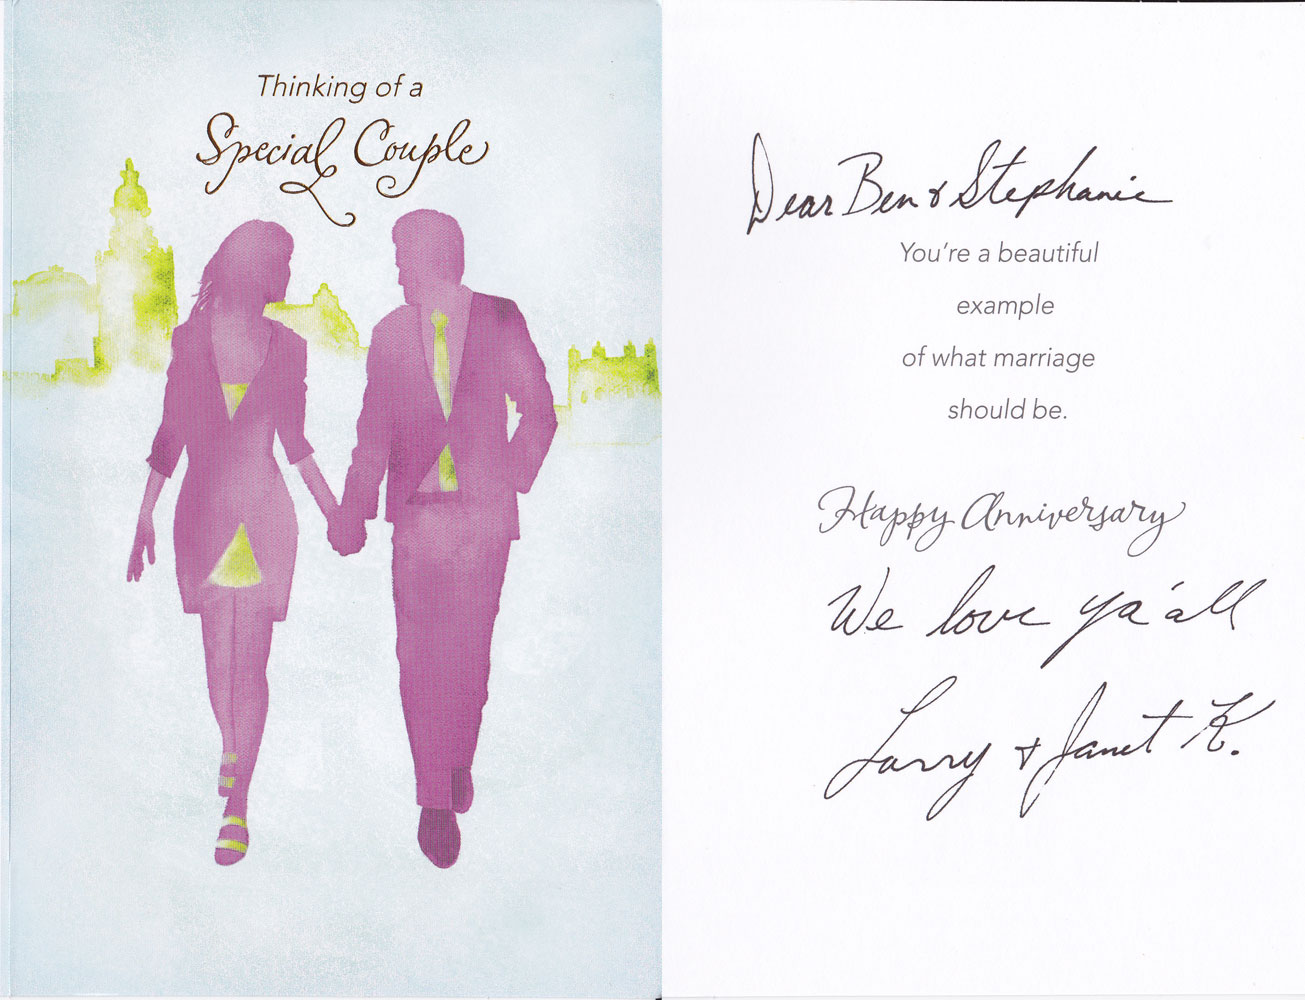 Thinking of a
Special Couple
Dear Ben & Stephanie
You're a beautiful
example
of what marriage
should be.
Happy Anniversary
We love ya'all
Larry + Janet K.